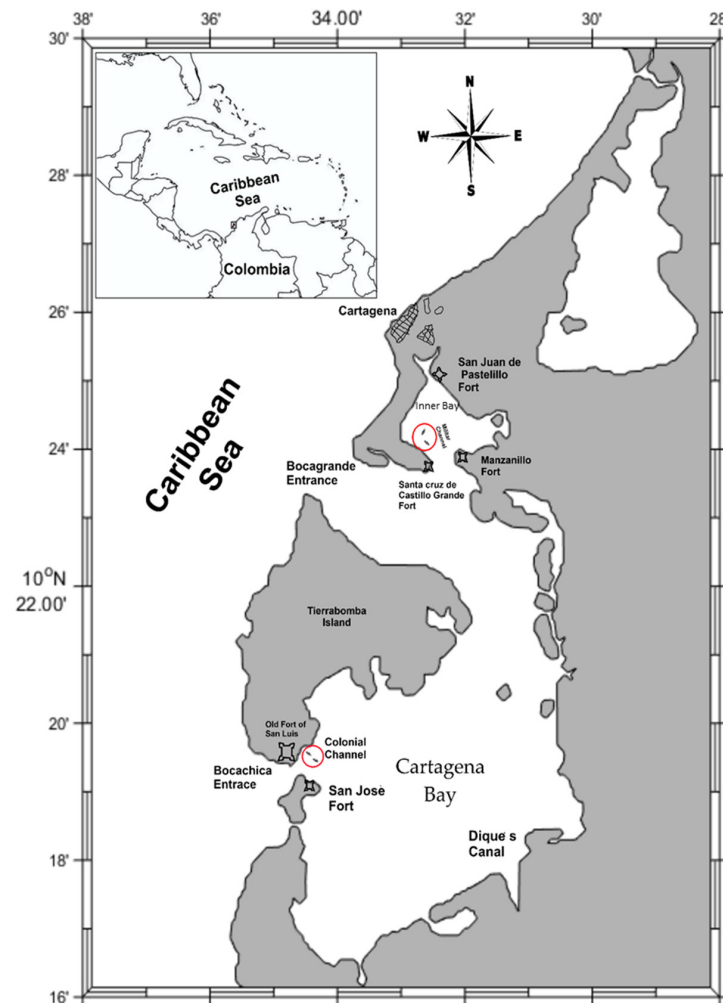 38'
36'
34.00'
32'
30'
28'
30'
28'
26'
24'
10°N
22.00'
20'
18'
16'
Caribbean
Sea
Colombia
N
W
E
S
Cartagena
San Juan de
Pastelillo
Fort
Inner Bay
Militar
Channel
Manzanillo
Fort
Santa cruz de
Castillo Grande
Fort
Bocagrande
Entrance
Caribbean
Sea
Tierrabomba
Island
Old Fort of
San Luis
Colonial
Channel
Bocachica
Entrace
San Josè
Fort
Cartagena
Bay
Dique's
Canal